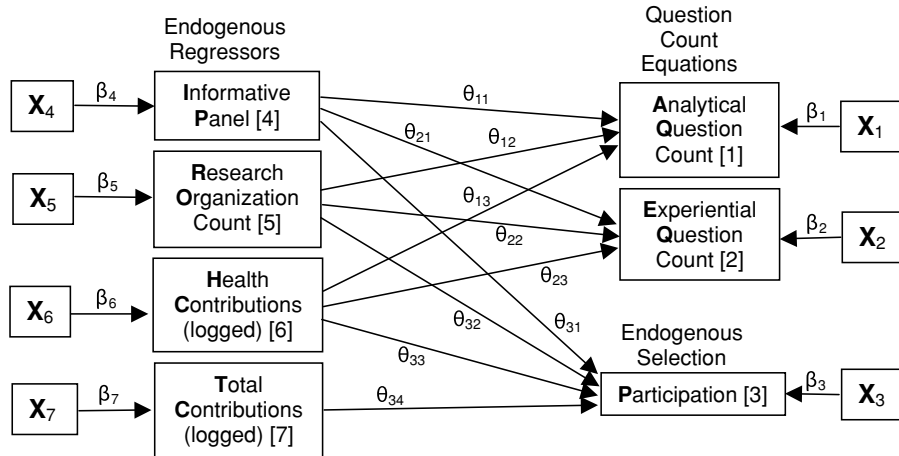 Endogenous
Regressors
Question
Count
Equations
X4
β4
Informative
Panel [4]
θ11
θ21
Analytical
Question
Count [1]
β1
X1
X5
β5
Research
Organization
Count [5]
θ12
θ13
θ22
Experiential
Question
Count [2]
β2
X2
X6
β6
Health
Contributions
(logged) [6]
θ23
θ32
θ31
θ33
Endogenous
Selection
X7
β7
Total
Contributions
(logged) [7]
θ34
Participation [3]
β3
X3